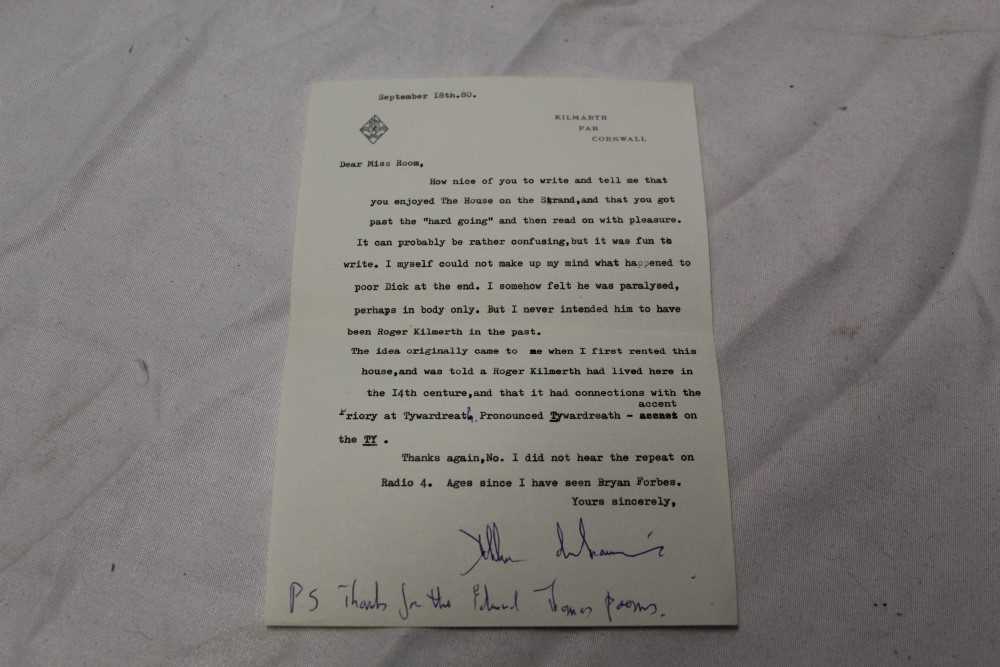 September 18th.80.
KILMARTH
PAR
CORNWALL
Dear Miss Room,
How nice of you to write and tell me that
you enjoyed The House on the Strand,and that you got
past the "hard going" and then read on with pleasure.
It can probably be rather confusing,but it was fun to
write. I myself could not make up my mind what happened to
poor Dick at the end. I somehow felt he was paralysed,
perhaps in body only. But I never intended him to have
been Roger Kilmerth in the past.
The idea originally came to me when I first rented this
house,and was told a Roger Kilmerth had lived here in
the I4th centure,and that it had connections with the
accent
Priory at Tywardreath. Pronounced Tywardreath - on
the TY .
Thanks again,No. I did not hear the repeat on
Radio 4. Ages since I have seen Bryan Forbes.
Yours sincerely,
PS Thanks for the Edward Thomas poems.